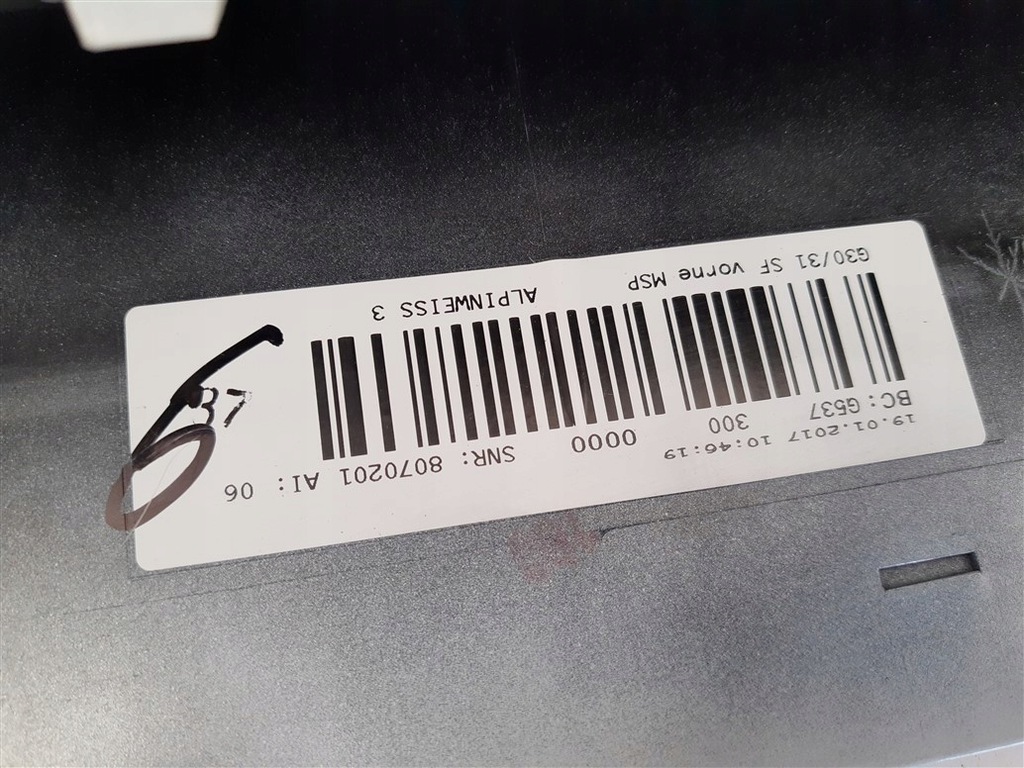 19.01.2017 10:46:19
BC: G537 300 0000 SNR: 8070201 AI: 06
G30/31 SF vorne MSP ALPINWEISS 3